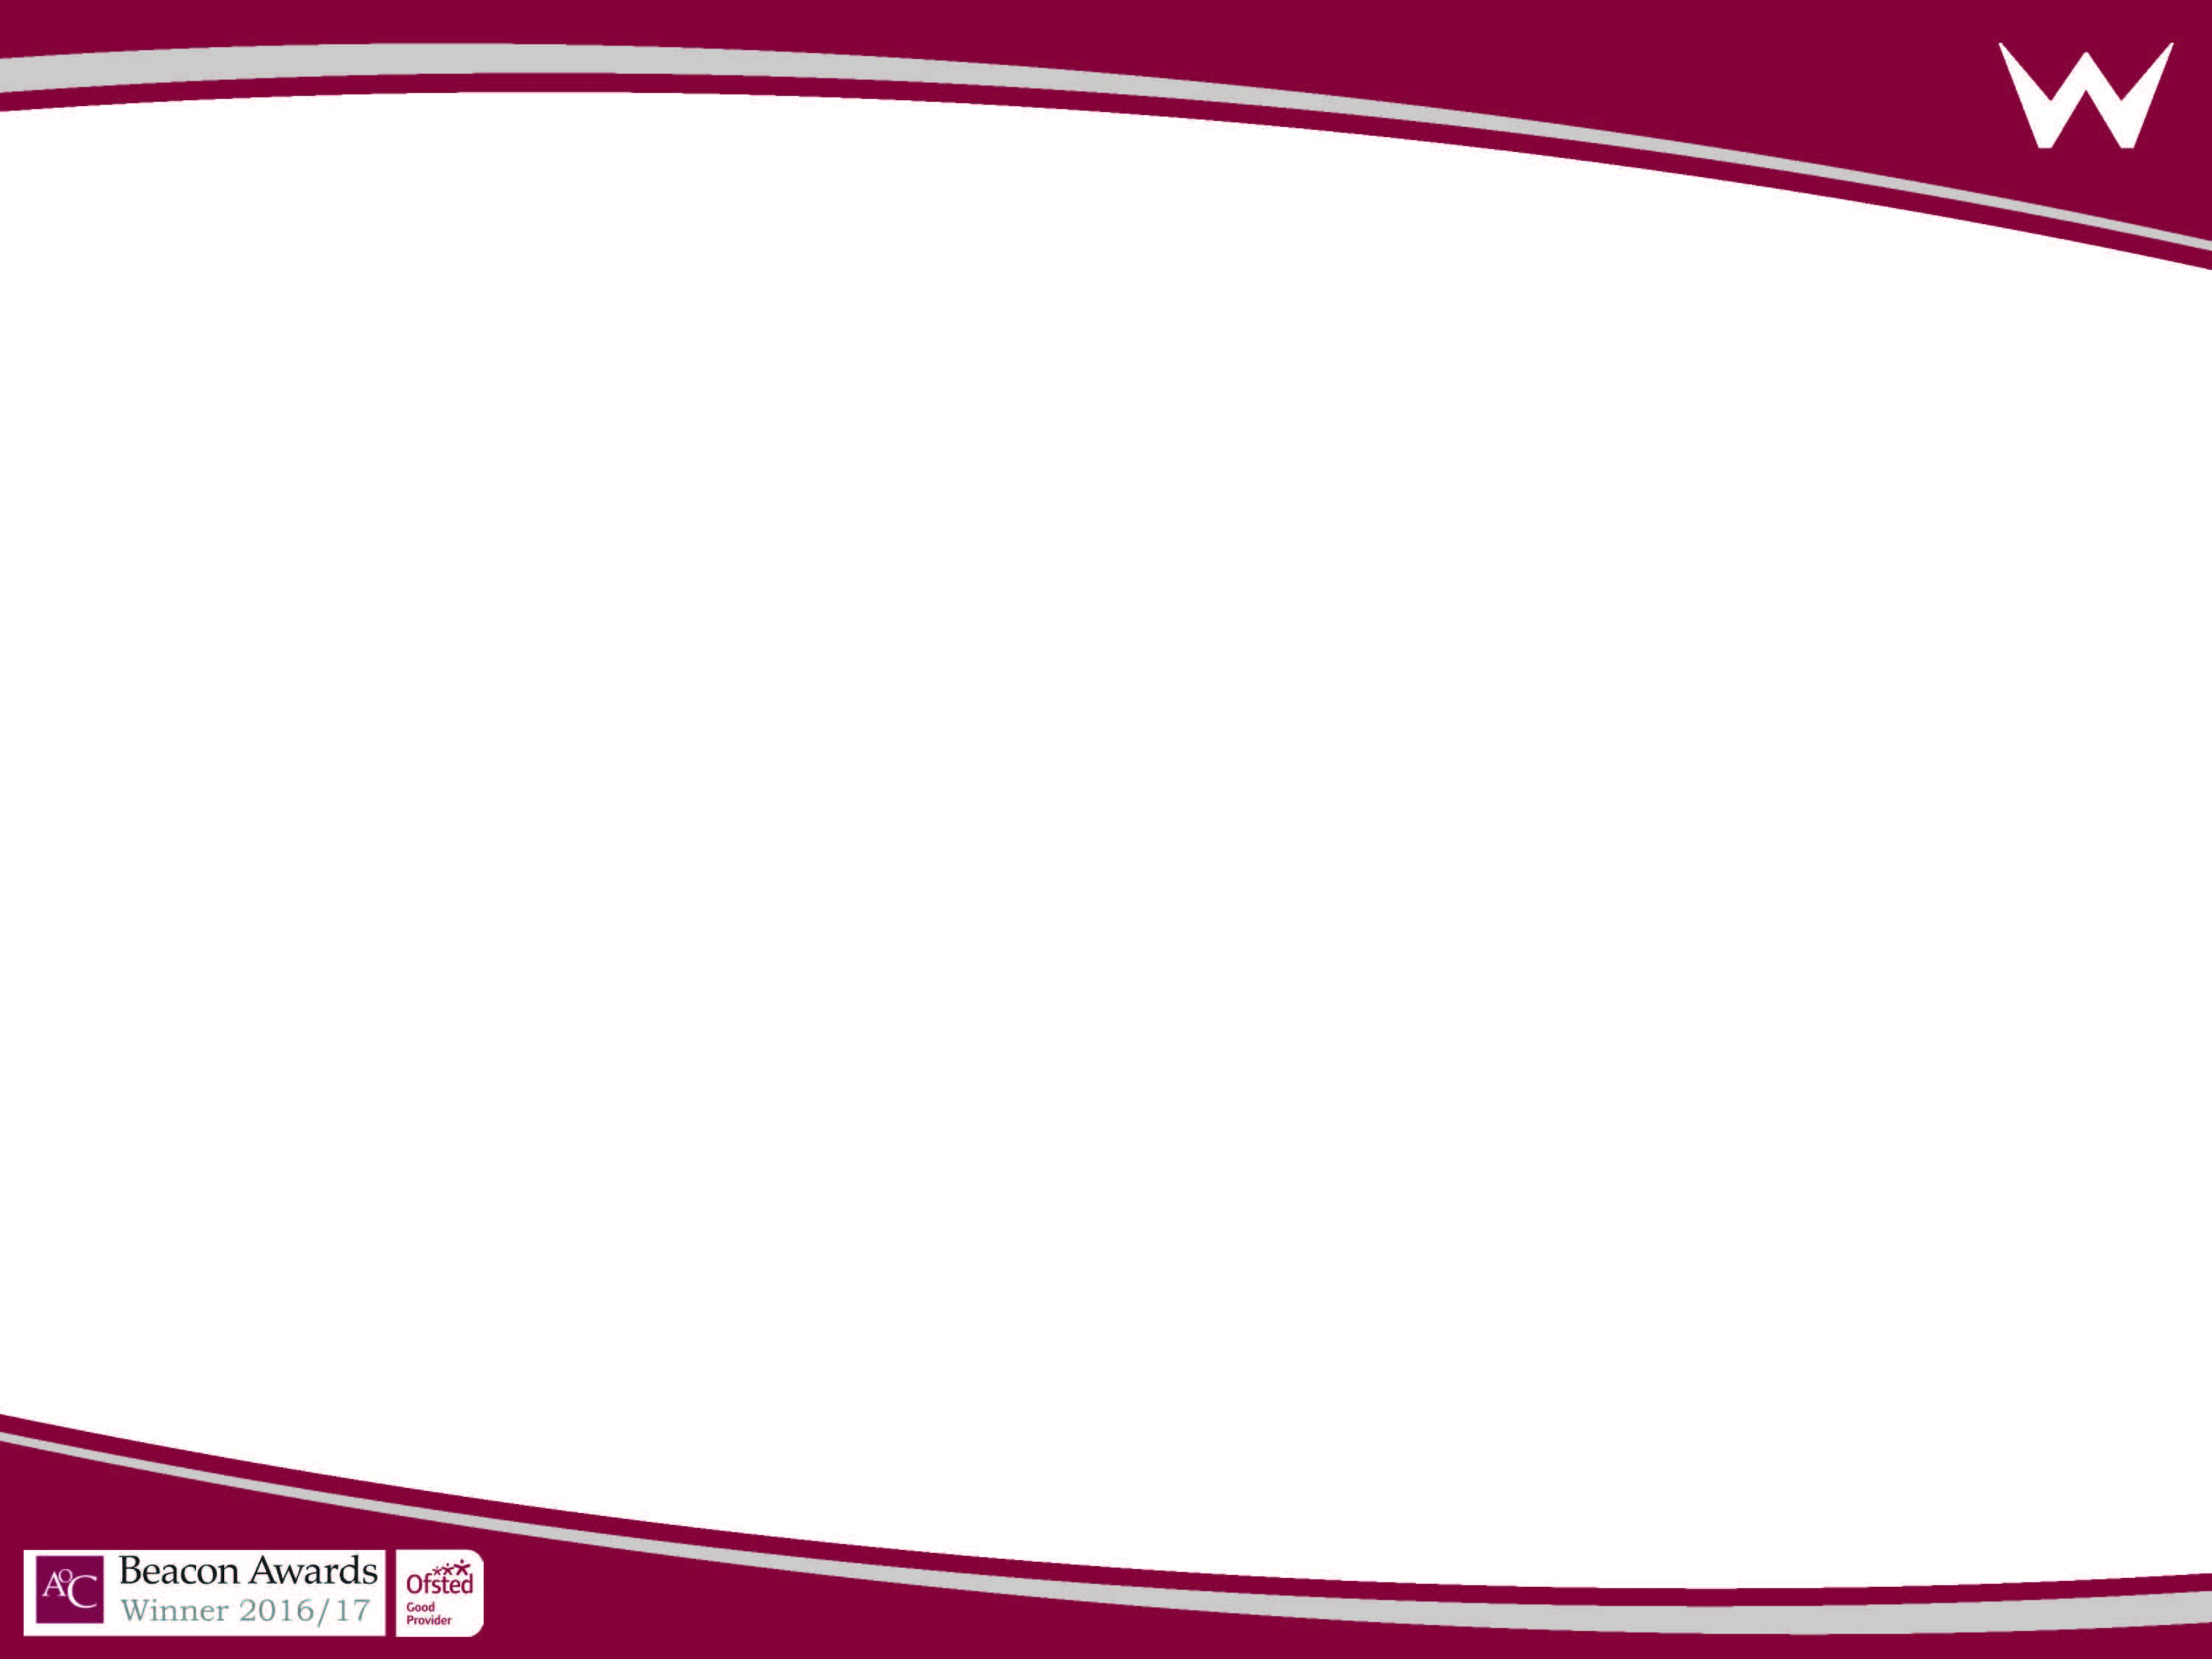 W
AoC
Beacon Awards
Winner 2016/17
Ofsted
Good
Provider